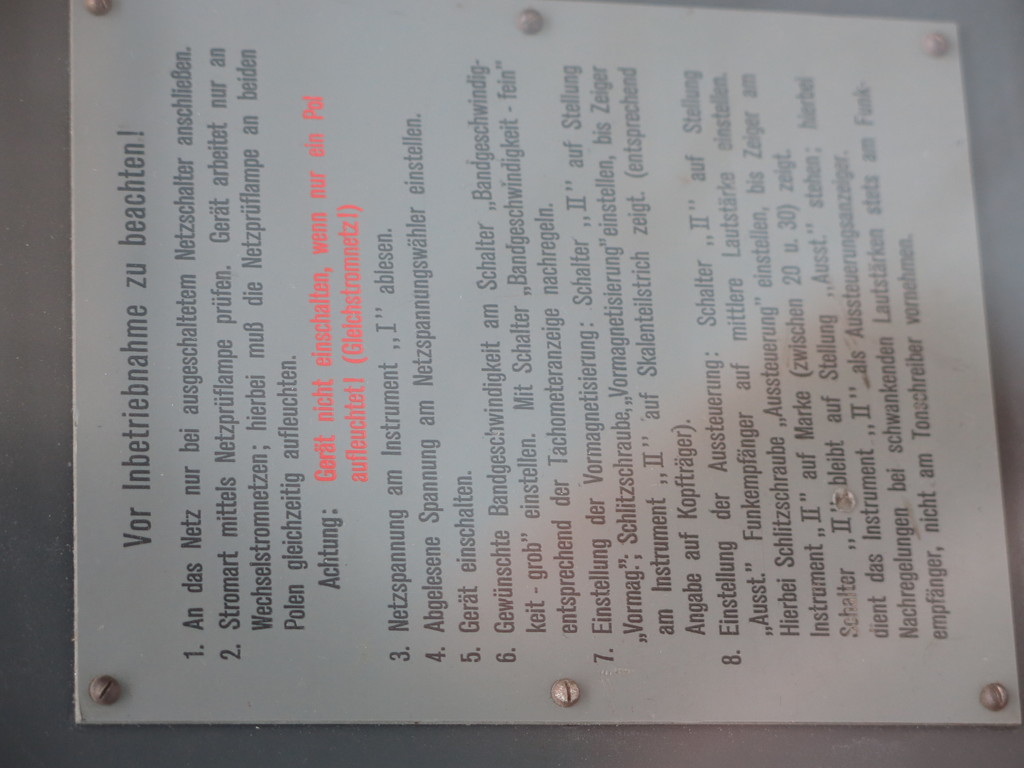 Vor Inbetriebnahme zu beachten!
1. An das Netz nur bei ausgeschaltetem Netzschalter anschließen.
2. Stromart mittels Netzprüflampe prüfen. Gerät arbeitet nur an
Wechselstromnetzen; hierbei muß die Netzprüflampe an beiden
Polen gleichzeitig aufleuchten.
Achtung: Gerät nicht einschalten, wenn nur ein Pol
aufleuchtet! (Gleichstromnetz!)
3. Netzspannung am Instrument „I" ablesen.
4. Abgelesene Spannung am Netzspannungswähler einstellen.
5. Gerät einschalten.
6. Gewünschte Bandgeschwindigkeit am Schalter „Bandgeschwindig-
keit - grob" einstellen. Mit Schalter „Bandgeschwindigkeit - fein"
entsprechend der Tachometeranzeige nachregeln.
7. Einstellung der Vormagnetisierung: Schalter „II" auf Stellung
„Vormag.", Schlitzschraube „Vormagnetisierung" einstellen, bis Zeiger
am Instrument „II" auf Skalenteilstrich zeigt. (entsprechend
Angabe auf Kopfträger).
8. Einstellung der Aussteuerung: Schalter „II" auf Stellung
„Ausst." Funkempfänger auf mittlere Lautstärke einstellen.
Hierbei Schlitzschraube „Aussteuerung" einstellen, bis Zeiger am
Instrument „II" auf Marke (zwischen 20 u. 30) zeigt.
Schalter „II" bleibt auf Stellung „Ausst." stehen; hierbei
dient das Instrument „II" als Aussteuerungsanzeiger.
Nachregelungen bei schwankenden Lautstärken stets am Funk-
empfänger, nicht am Tonschreiber vornehmen.